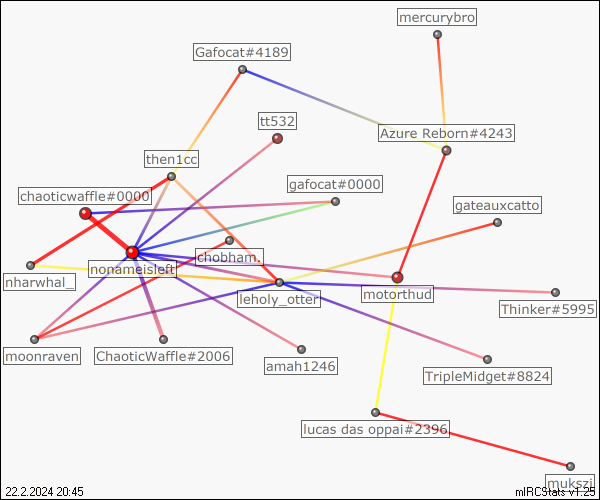 mercurybro
Gafocat#4189
tt532
Azure Reborn#4243
then1cc
gafocat#0000
chaoticwaffle#0000
gateauxcatto
chobham.
nonameisleft
nharwhal_
motorthud
leholy_otter
Thinker#5995
moonraven
ChaoticWaffle#2006
amah1246
TripleMidget#8824
lucas das oppai#2396
mukszi
22.2.2024 20:45
mIRCStats v1.25